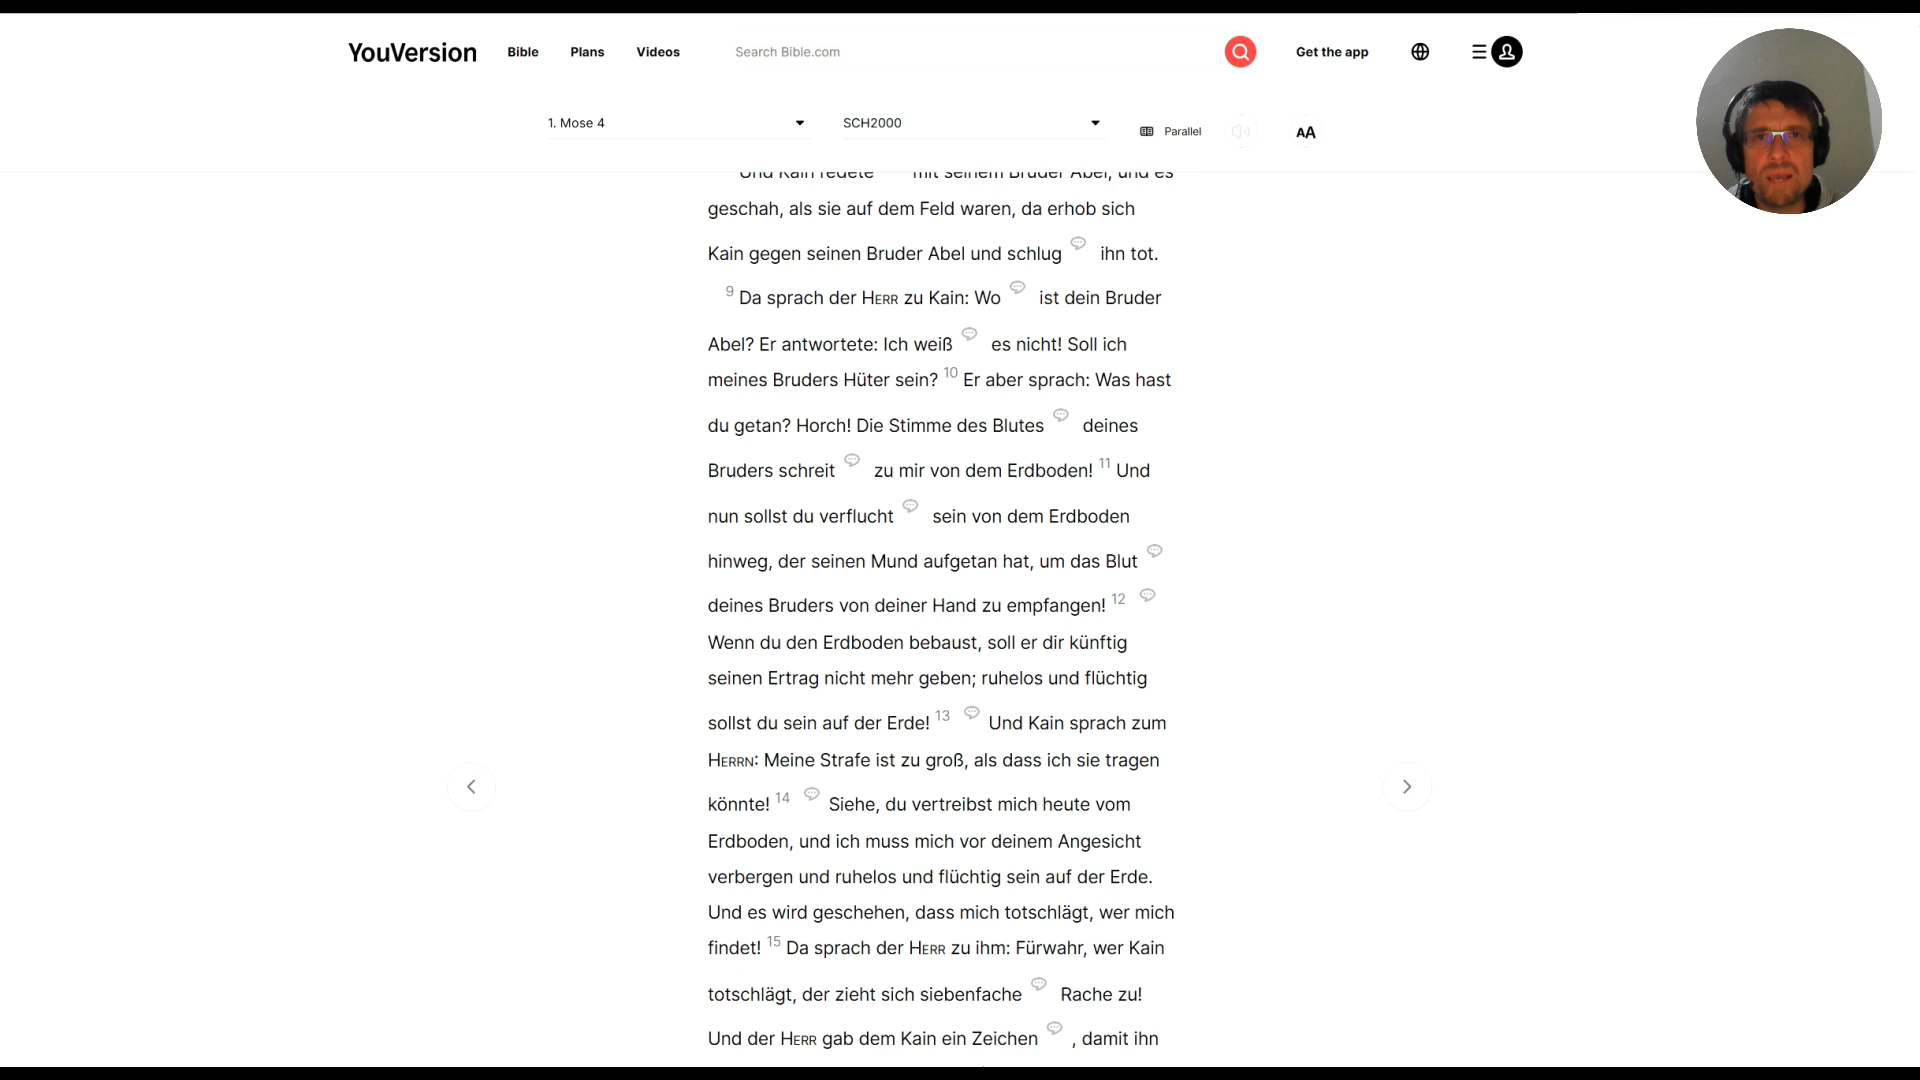 YouVersion Bible Plans Videos Search Bible.com Get the app
1. Mose 4 SCH2000 Parallel AA
Und Kain redete mit seinem Bruder Abel, und es
geschah, als sie auf dem Feld waren, da erhob sich
Kain gegen seinen Bruder Abel und schlug ihn tot.
9 Da sprach der HERR zu Kain: Wo ist dein Bruder
Abel? Er antwortete: Ich weiß es nicht! Soll ich
meines Bruders Hüter sein? 10 Er aber sprach: Was hast
du getan? Horch! Die Stimme des Blutes deines
Bruders schreit zu mir von dem Erdboden! 11 Und
nun sollst du verflucht sein von dem Erdboden
hinweg, der seinen Mund aufgetan hat, um das Blut
deines Bruders von deiner Hand zu empfangen! 12
Wenn du den Erdboden bebaust, soll er dir künftig
seinen Ertrag nicht mehr geben; ruhelos und flüchtig
sollst du sein auf der Erde! 13 Und Kain sprach zum
HERRN: Meine Strafe ist zu groß, als dass ich sie tragen
könnte! 14 Siehe, du vertreibst mich heute vom
Erdboden, und ich muss mich vor deinem Angesicht
verbergen und ruhelos und flüchtig sein auf der Erde.
Und es wird geschehen, dass mich totschlägt, wer mich
findet! 15 Da sprach der HERR zu ihm: Fürwahr, wer Kain
totschlägt, der zieht sich siebenfache Rache zu!
Und der HERR gab dem Kain ein Zeichen , damit ihn